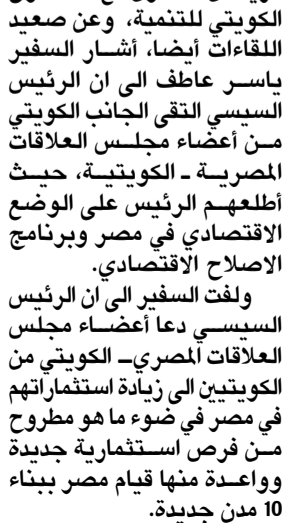 الكويتي للتنمية، وعن صعيد
اللقاءات أيضا، أشار السفير
ياسر عاطف الى ان الرئيس
السيسي التقى الجانب الكويتي
من أعضاء مجلس العلاقات
المصرية ـ الكويتية، حيث
أطلعهم الرئيس على الوضع
الاقتصادي في مصر وبرنامج
الاصلاح الاقتصادي.
ولفت السفير الى ان الرئيس
السيسي دعا أعضاء مجلس
العلاقات المصري ـ الكويتي من
الكويتيين الى زيادة استثماراتهم
في مصر في ضوء ما هو مطروح
من فرص استثمارية جديدة
وواعدة منها قيام مصر ببناء
10 مدن جديدة.